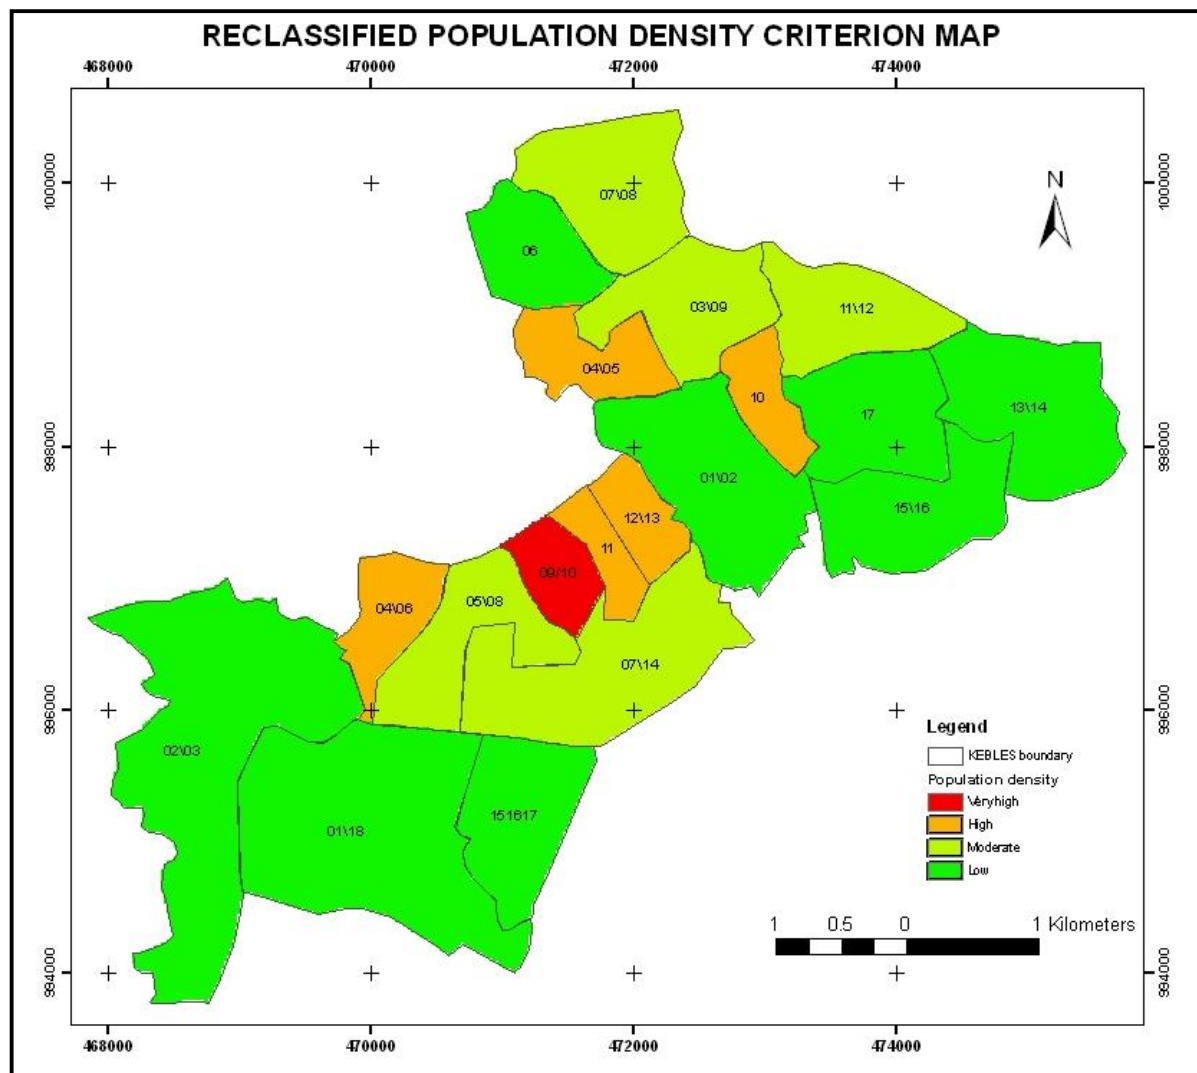 RECLASSIFIED POPULATION DENSITY CRITERION MAP
468000 470000 472000 474000
1000000 1000000
998000 998000
996000 996000
994000 994000
N
07\08
06
03\09
11\12
04\05
10
17
13\14
01\02
15\16
12\13
11
09/10
04\06
05\08
07\14
02\03
01\18
151617
Legend
KEBLES boundary
Population density
Veryhigh
High
Moderate
Low
1 0.5 0 1 Kilometers
468000 470000 472000 474000